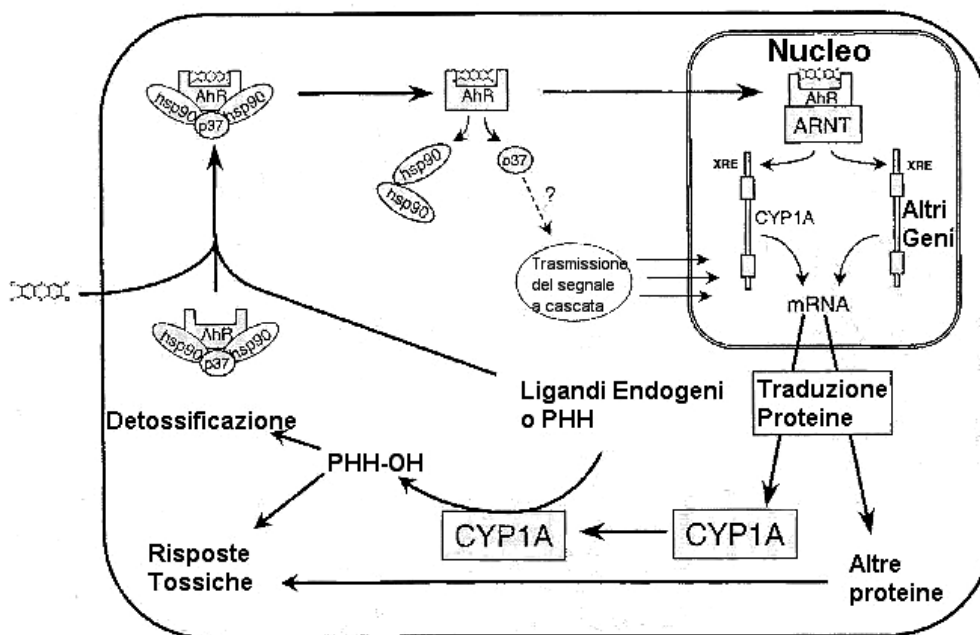 Nucleo
AhR
hsp90
hsp90
p37
AhR
hsp90
hsp90
p37
?
AhR
ARNT
XRE
XRE
CYP1A
Altri
Geni
mRNA
Trasmissione
del segnale
a cascata
AhR
hsp90
hsp90
p37
Ligandi Endogeni
o PHH
Traduzione
Proteine
Detossificazione
PHH-OH
CYP1A
CYP1A
Risposte
Tossiche
Altre
proteine